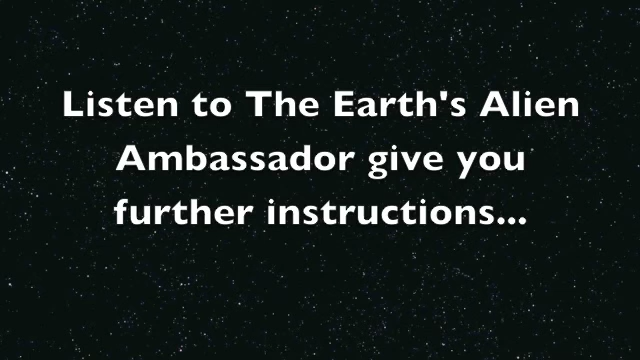 Listen to The Earth's Alien
Ambassador give you
further instructions...